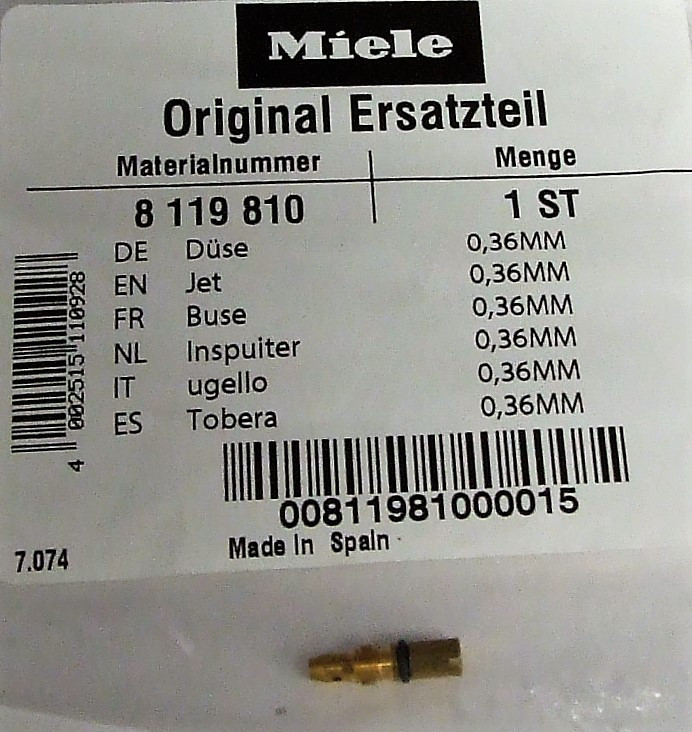 Miele
Original Ersatzteil
Materialnummer Menge
8 119 810 1 ST
DE Düse 0,36MM
EN Jet 0,36MM
FR Buse 0,36MM
NL Inspuiter 0,36MM
IT ugello 0,36MM
ES Tobera 0,36MM
4 002515 110928
00811981000015
Made In Spain
7.074